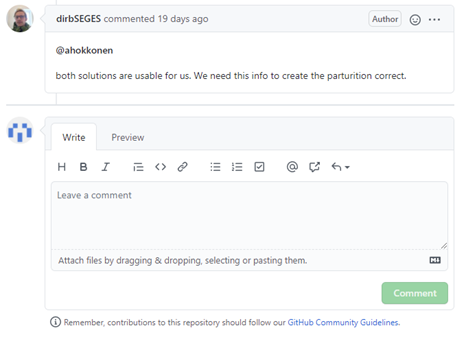 dirbSEGES commented 19 days ago Author
@ahokkonen
both solutions are usable for us. We need this info to create the parturition correct.
Write Preview
H B I
Leave a comment
Attach files by dragging & dropping, selecting or pasting them.
Comment
Remember, contributions to this repository should follow our GitHub Community Guidelines.